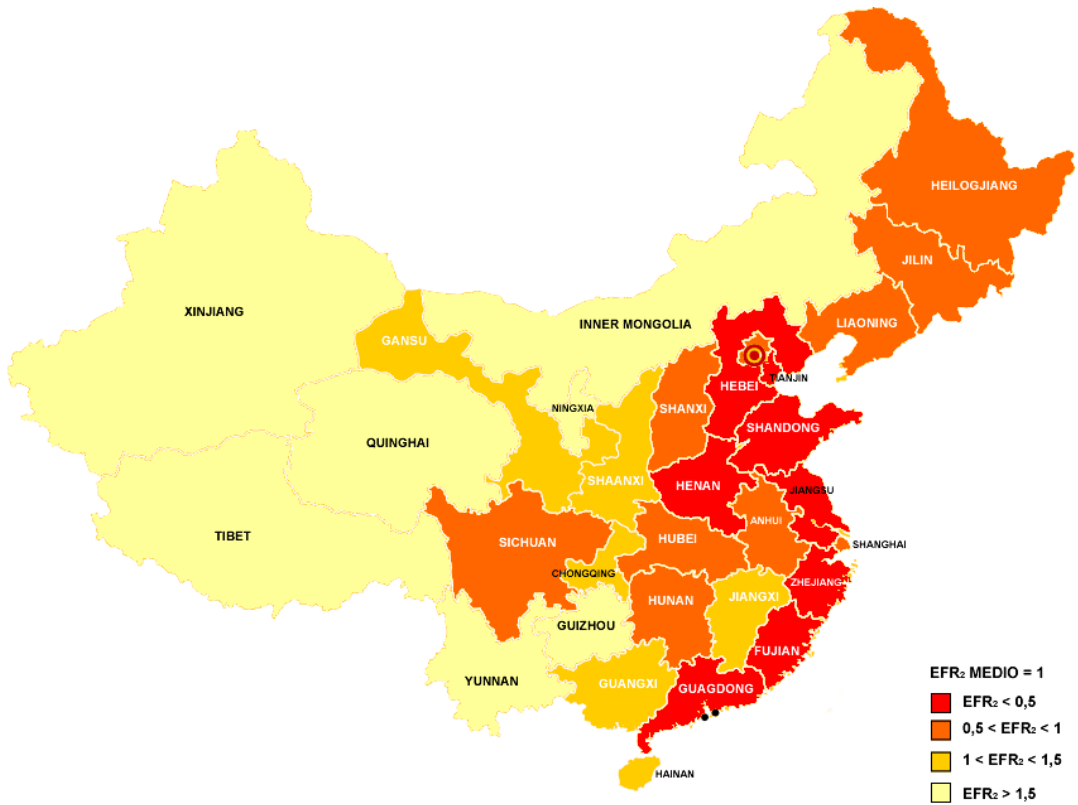 HEILOGJIANG
JILIN
XINJIANG
INNER MONGOLIA
LIAONING
GANSU
TIANJIN
HEBEI
NINGXIA
SHANXI
SHANDONG
QUINGHAI
SHAANXI
HENAN
JIANGSU
ANHUI
TIBET
SICHUAN
HUBEI
SHANGHAI
CHONGQING
ZHEJIANG
JIANGXI
HUNAN
GUIZHOU
FUJIAN
YUNNAN
GUANGXI
GUAGDONG
HAINAN
EFR₂ MEDIO = 1
EFR₂ < 0,5
0,5 < EFR₂ < 1
1 < EFR₂ < 1,5
EFR₂ > 1,5